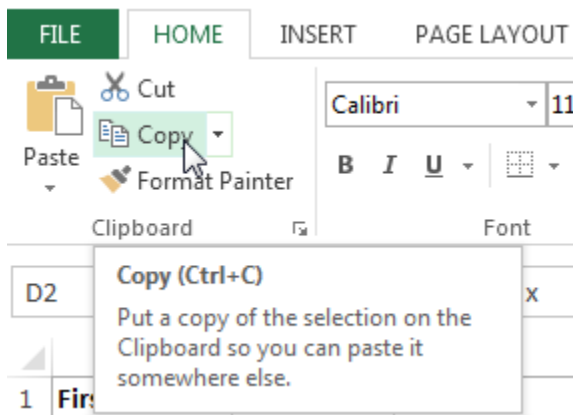 FILE HOME INSERT PAGE LAYOUT
Cut
Calibri 11
Copy
Paste
B I U
Format Painter
Clipboard Font
Copy (Ctrl+C)
D2 x
Put a copy of the selection on the
Clipboard so you can paste it
somewhere else.
1